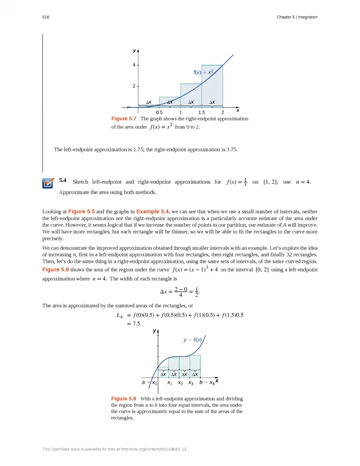 516
Chapter 5 | Integration
y
4
f(x) = x²
2
Δx Δx Δx Δx
0.5 1 1.5 2 x
Figure 5.7 The graph shows the right-endpoint approximation
of the area under f(x) = x² from 0 to 2.
The left-endpoint approximation is 1.75; the right-endpoint approximation is 3.75.
5.4 Sketch left-endpoint and right-endpoint approximations for f(x) = 1/x on [1, 2]; use n = 4.
Approximate the area using both methods.
Looking at Figure 5.5 and the graphs in Example 5.4, we can see that when we use a small number of intervals, neither
the left-endpoint approximation nor the right-endpoint approximation is a particularly accurate estimate of the area under
the curve. However, it seems logical that if we increase the number of points in our partition, our estimate of A will improve.
We will have more rectangles, but each rectangle will be thinner, so we will be able to fit the rectangles to the curve more
precisely.
We can demonstrate the improved approximation obtained through smaller intervals with an example. Let's explore the idea
of increasing n, first in a left-endpoint approximation with four rectangles, then eight rectangles, and finally 32 rectangles.
Then, let's do the same thing in a right-endpoint approximation, using the same sets of intervals, of the same curved region.
Figure 5.8 shows the area of the region under the curve f(x) = (x − 1)³ + 4 on the interval [0, 2] using a left-endpoint
approximation where n = 4. The width of each rectangle is
Δx = (2 − 0)/4 = 1/2.
The area is approximated by the summed areas of the rectangles, or
L₄ = f(0)(0.5) + f(0.5)(0.5) + f(1)(0.5) + f(1.5)0.5
= 7.5.
y
y = f(x)
Δx Δx Δx Δx
a = x₀ x₁ x₂ x₃ b = x₄ x
Figure 5.8 With a left-endpoint approximation and dividing
the region from a to b into four equal intervals, the area under
the curve is approximately equal to the sum of the areas of the
rectangles.